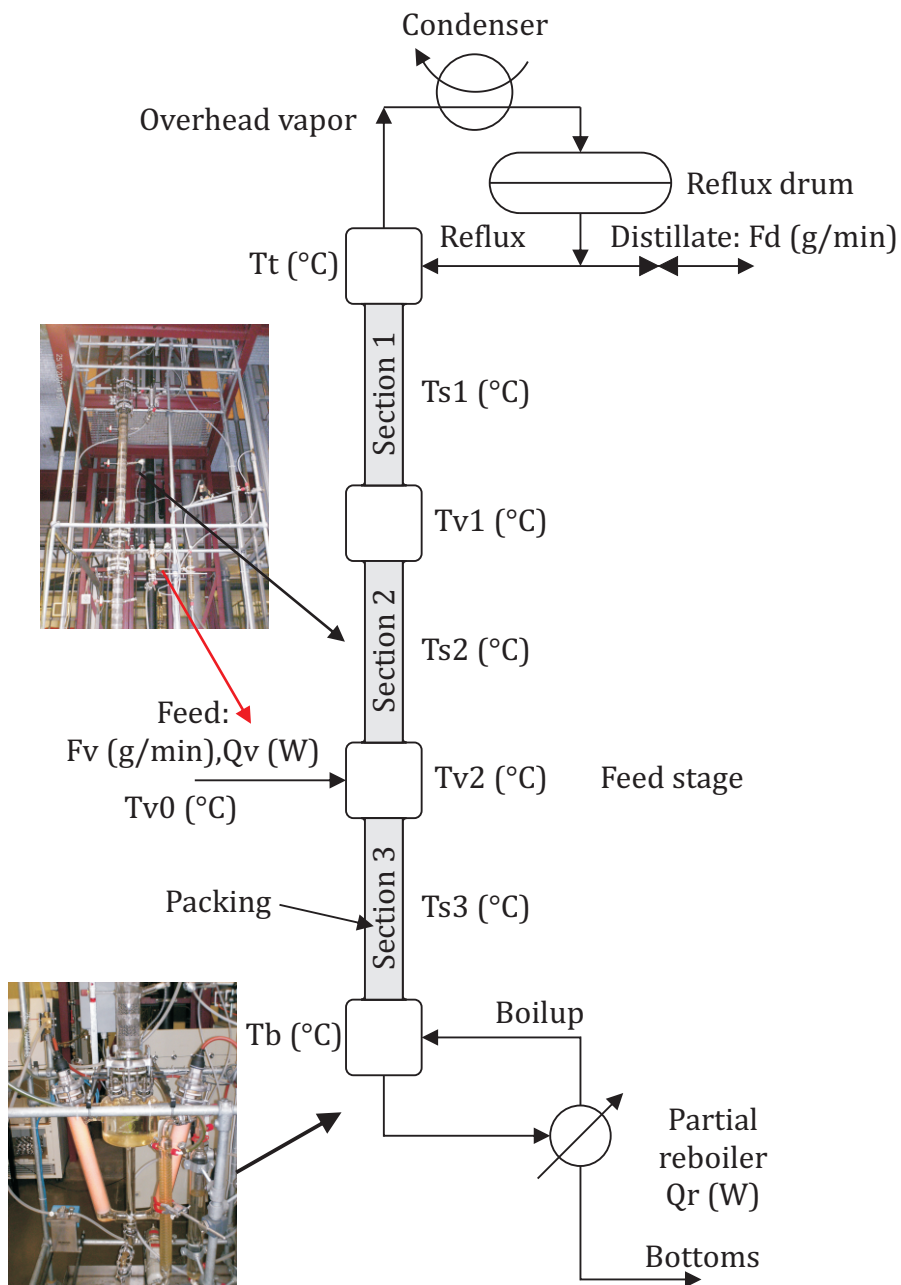 Condenser
Overhead vapor
Reflux drum
Reflux
Distillate: Fd (g/min)
Tt (°C)
Section 1
Ts1 (°C)
Tv1 (°C)
Section 2
Ts2 (°C)
Feed:
Fv (g/min),Qv (W)
Tv0 (°C)
Tv2 (°C)
Feed stage
Section 3
Packing
Ts3 (°C)
Tb (°C)
Boilup
Partial
reboiler
Qr (W)
Bottoms